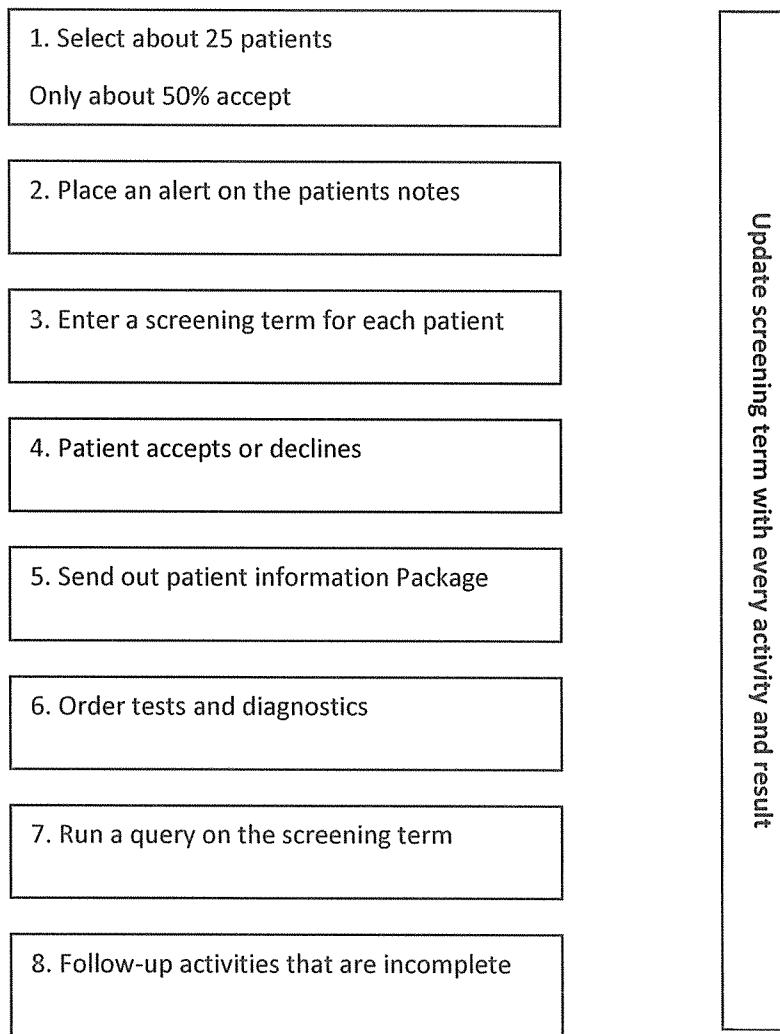 1. Select about 25 patients
Only about 50% accept
2. Place an alert on the patients notes
3. Enter a screening term for each patient
4. Patient accepts or declines
5. Send out patient information Package
6. Order tests and diagnostics
7. Run a query on the screening term
8. Follow-up activities that are incomplete
Update screening term with every activity and result